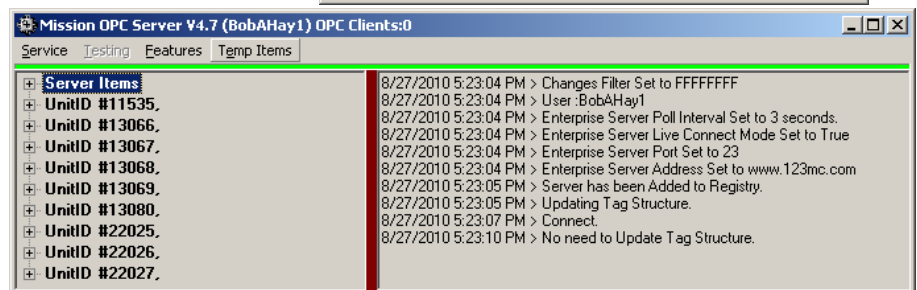 Mission OPC Server V4.7 (BobAHay1) OPC Clients:0
Service Testing Features Temp Items
Server Items
UnitID #11535,
UnitID #13066,
UnitID #13067,
UnitID #13068,
UnitID #13069,
UnitID #13080,
UnitID #22025,
UnitID #22026,
UnitID #22027,
8/27/2010 5:23:04 PM > Changes Filter Set to FFFFFFFF
8/27/2010 5:23:04 PM > User :BobAHay1
8/27/2010 5:23:04 PM > Enterprise Server Poll Interval Set to 3 seconds.
8/27/2010 5:23:04 PM > Enterprise Server Live Connect Mode Set to True
8/27/2010 5:23:04 PM > Enterprise Server Port Set to 23
8/27/2010 5:23:04 PM > Enterprise Server Address Set to www.123mc.com
8/27/2010 5:23:05 PM > Server has been Added to Registry.
8/27/2010 5:23:05 PM > Updating Tag Structure.
8/27/2010 5:23:07 PM > Connect.
8/27/2010 5:23:10 PM > No need to Update Tag Structure.